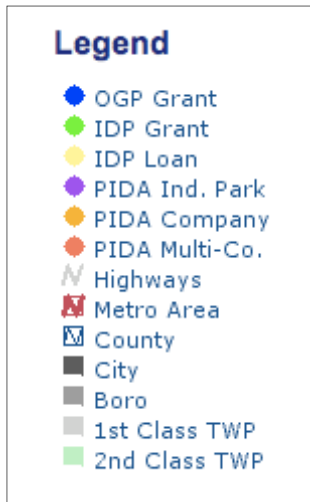 Legend
OGP Grant
IDP Grant
IDP Loan
PIDA Ind. Park
PIDA Company
PIDA Multi-Co.
Highways
Metro Area
County
City
Boro
1st Class TWP
2nd Class TWP